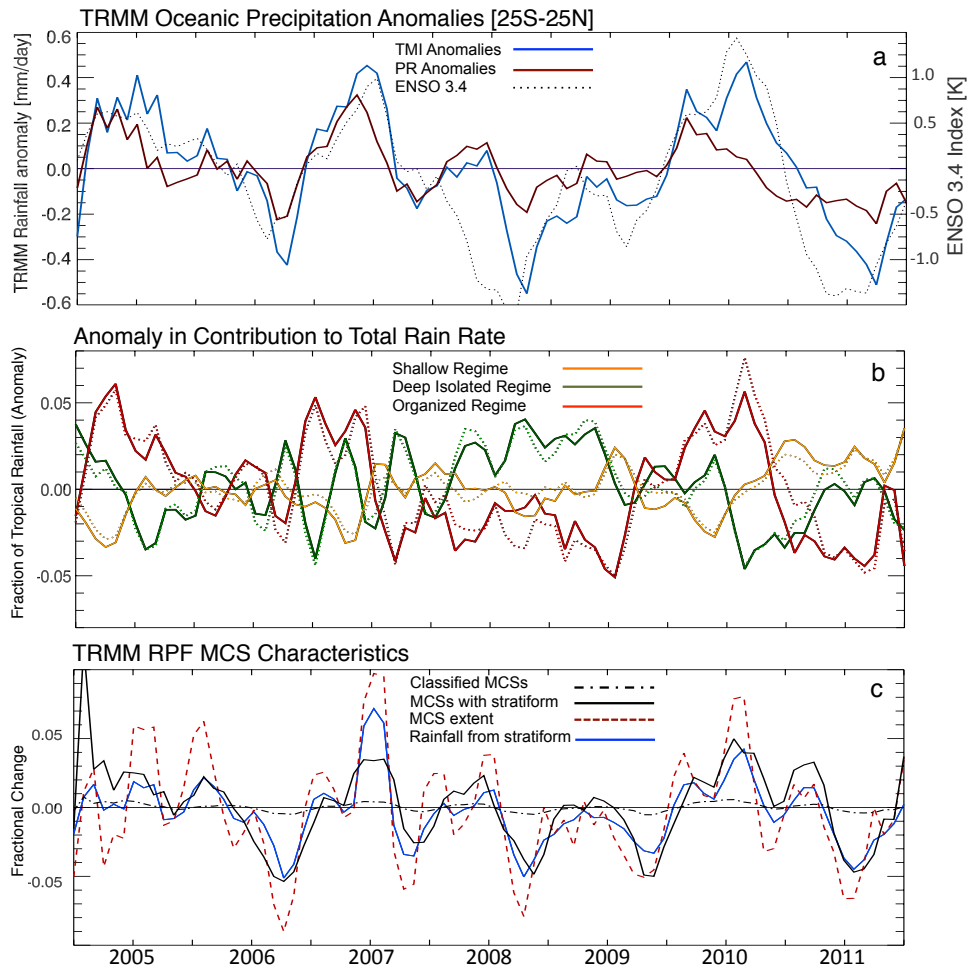 TRMM Oceanic Precipitation Anomalies [25S-25N]
a
TMI Anomalies
PR Anomalies
ENSO 3.4
TRMM Rainfall anomaly [mm/day]
0.6
0.4
0.2
0.0
-0.2
-0.4
-0.6
1.0
0.5
0.0
-0.5
-1.0
ENSO 3.4 Index [K]
Anomaly in Contribution to Total Rain Rate
b
Shallow Regime
Deep Isolated Regime
Organized Regime
Fraction of Topical Rainfall (Anomaly)
0.05
0.00
-0.05
TRMM RPF MCS Characteristics
c
Classified MCSs
MCSs with stratiform
MCS extent
Rainfall from stratiform
Fractional Change
0.05
0.00
-0.05
2005 2006 2007 2008 2009 2010 2011